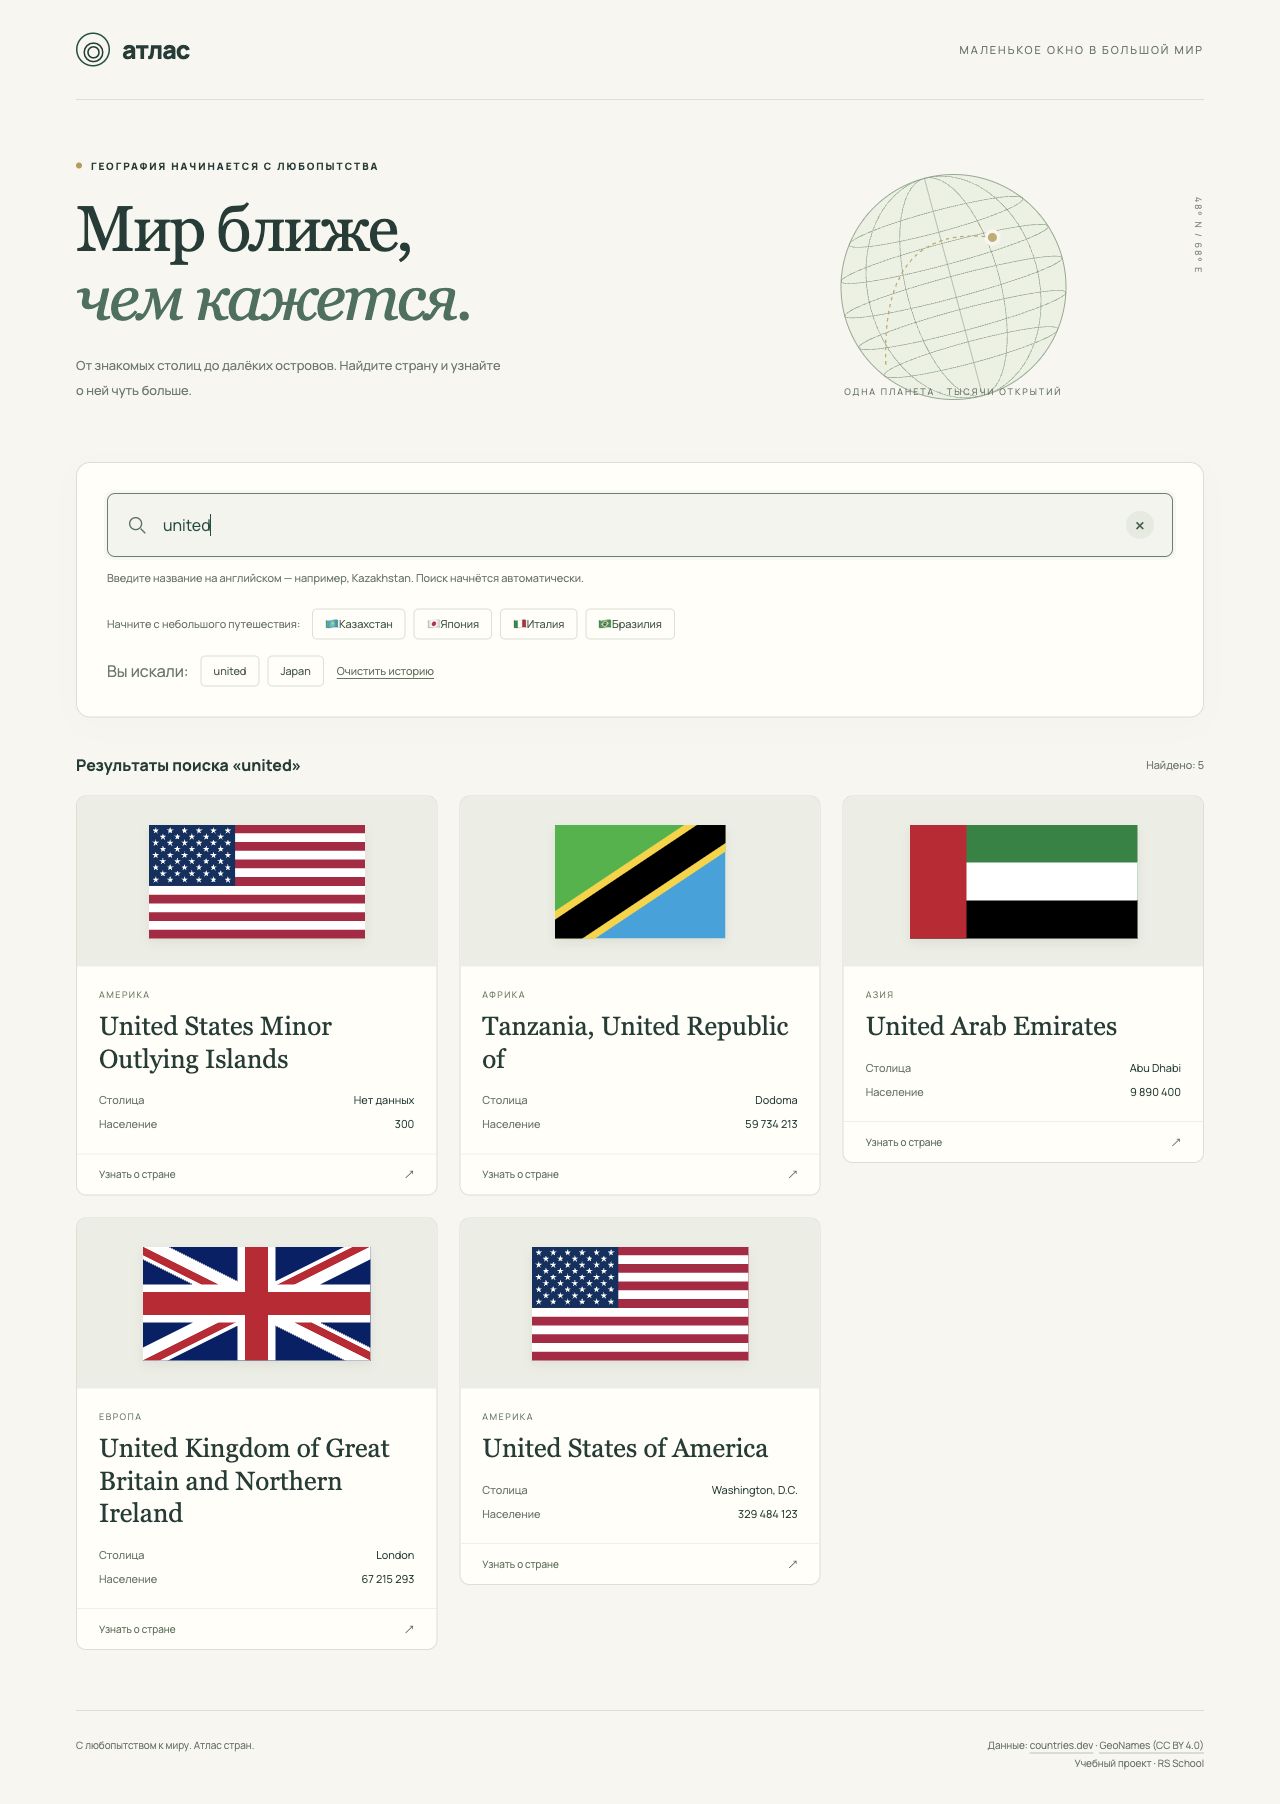 атлас
МАЛЕНЬКОЕ ОКНО В БОЛЬШОЙ МИР
ГЕОГРАФИЯ НАЧИНАЕТСЯ С ЛЮБОПЫТСТВА
Мир ближе,
чем кажется.
От знакомых столиц до далёких островов. Найдите страну и узнайте
о ней чуть больше.
48° N / 68° E
ОДНА ПЛАНЕТА · ТЫСЯЧИ ОТКРЫТИЙ
united
Введите название на английском — например, Kazakhstan. Поиск начнётся автоматически.
Начните с небольшого путешествия: Казахстан Япония Италия Бразилия
Вы искали: united Japan Очистить историю
Результаты поиска «united»
Найдено: 5
АМЕРИКА
United States Minor
Outlying Islands
Столица Нет данных
Население 300
Узнать о стране ↗
АФРИКА
Tanzania, United Republic
of
Столица Dodoma
Население 59 734 213
Узнать о стране ↗
АЗИЯ
United Arab Emirates
Столица Abu Dhabi
Население 9 890 400
Узнать о стране ↗
ЕВРОПА
United Kingdom of Great
Britain and Northern
Ireland
Столица London
Население 67 215 293
Узнать о стране ↗
АМЕРИКА
United States of America
Столица Washington, D.C.
Население 329 484 123
Узнать о стране ↗
С любопытством к миру. Атлас стран.
Данные: countries.dev · GeoNames (CC BY 4.0)
Учебный проект · RS School